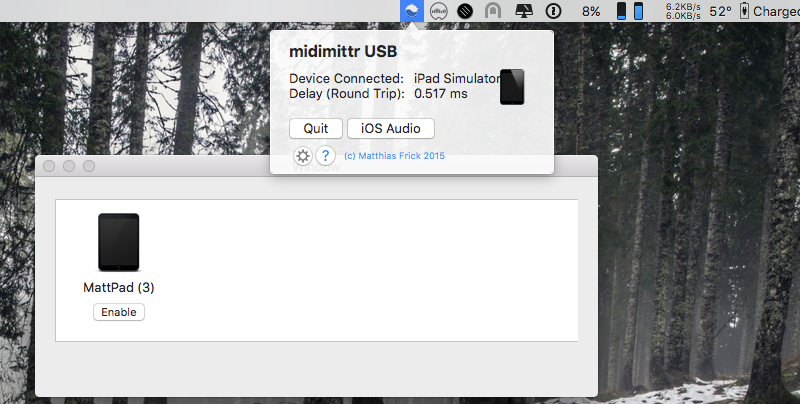 8%
6.2KB/s
6.0KB/s
52°
Charged
midimittr USB
Device Connected: iPad Simulator
Delay (Round Trip): 0.517 ms
Quit
iOS Audio
?
(c) Matthias Frick 2015
Window
MattPad (3)
Enable